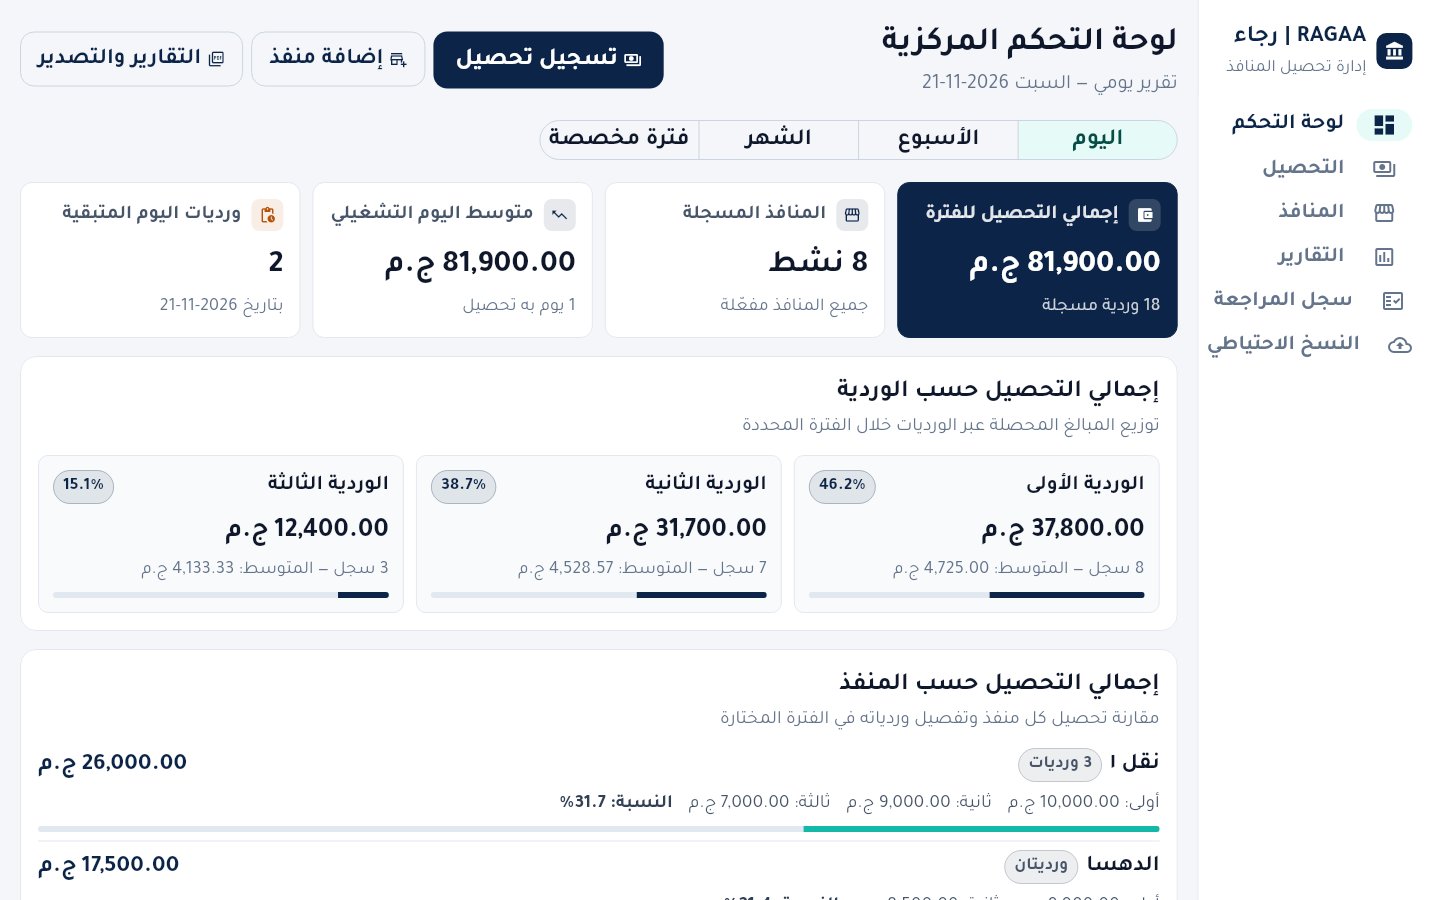 RAGAA | رجاء
إدارة تحصيل المنافذ
لوحة التحكم
التحصيل
المنافذ
التقارير
سجل المراجعة
النسخ الاحتياطي
لوحة التحكم المركزية
تقرير يومي – السبت 2026-11-21
تسجيل تحصيل
إضافة منفذ
التقارير والتصدير
اليوم
الأسبوع
الشهر
فترة مخصصة
إجمالي التحصيل للفترة
81,900.00 ج.م
18 وردية مسجلة
المنافذ المسجلة
8 نشط
جميع المنافذ مفعّلة
متوسط اليوم التشغيلي
81,900.00 ج.م
1 يوم به تحصيل
ورديات اليوم المتبقية
2
بتاريخ 2026-11-21
إجمالي التحصيل حسب الوردية
توزيع المبالغ المحصلة عبر الورديات خلال الفترة المحددة
الوردية الأولى
46.2%
37,800.00 ج.م
8 سجل – المتوسط: 4,725.00 ج.م
الوردية الثانية
38.7%
31,700.00 ج.م
7 سجل – المتوسط: 4,528.57 ج.م
الوردية الثالثة
15.1%
12,400.00 ج.م
3 سجل – المتوسط: 4,133.33 ج.م
إجمالي التحصيل حسب المنفذ
مقارنة تحصيل كل منفذ وتفصيل وردياته في الفترة المختارة
نقل ا 3 ورديات 26,000.00 ج.م
أولى: 10,000.00 ج.م ثانية: 9,000.00 ج.م ثالثة: 7,000.00 ج.م النسبة: 31.7%
الدهسا ورديتان 17,500.00 ج.م